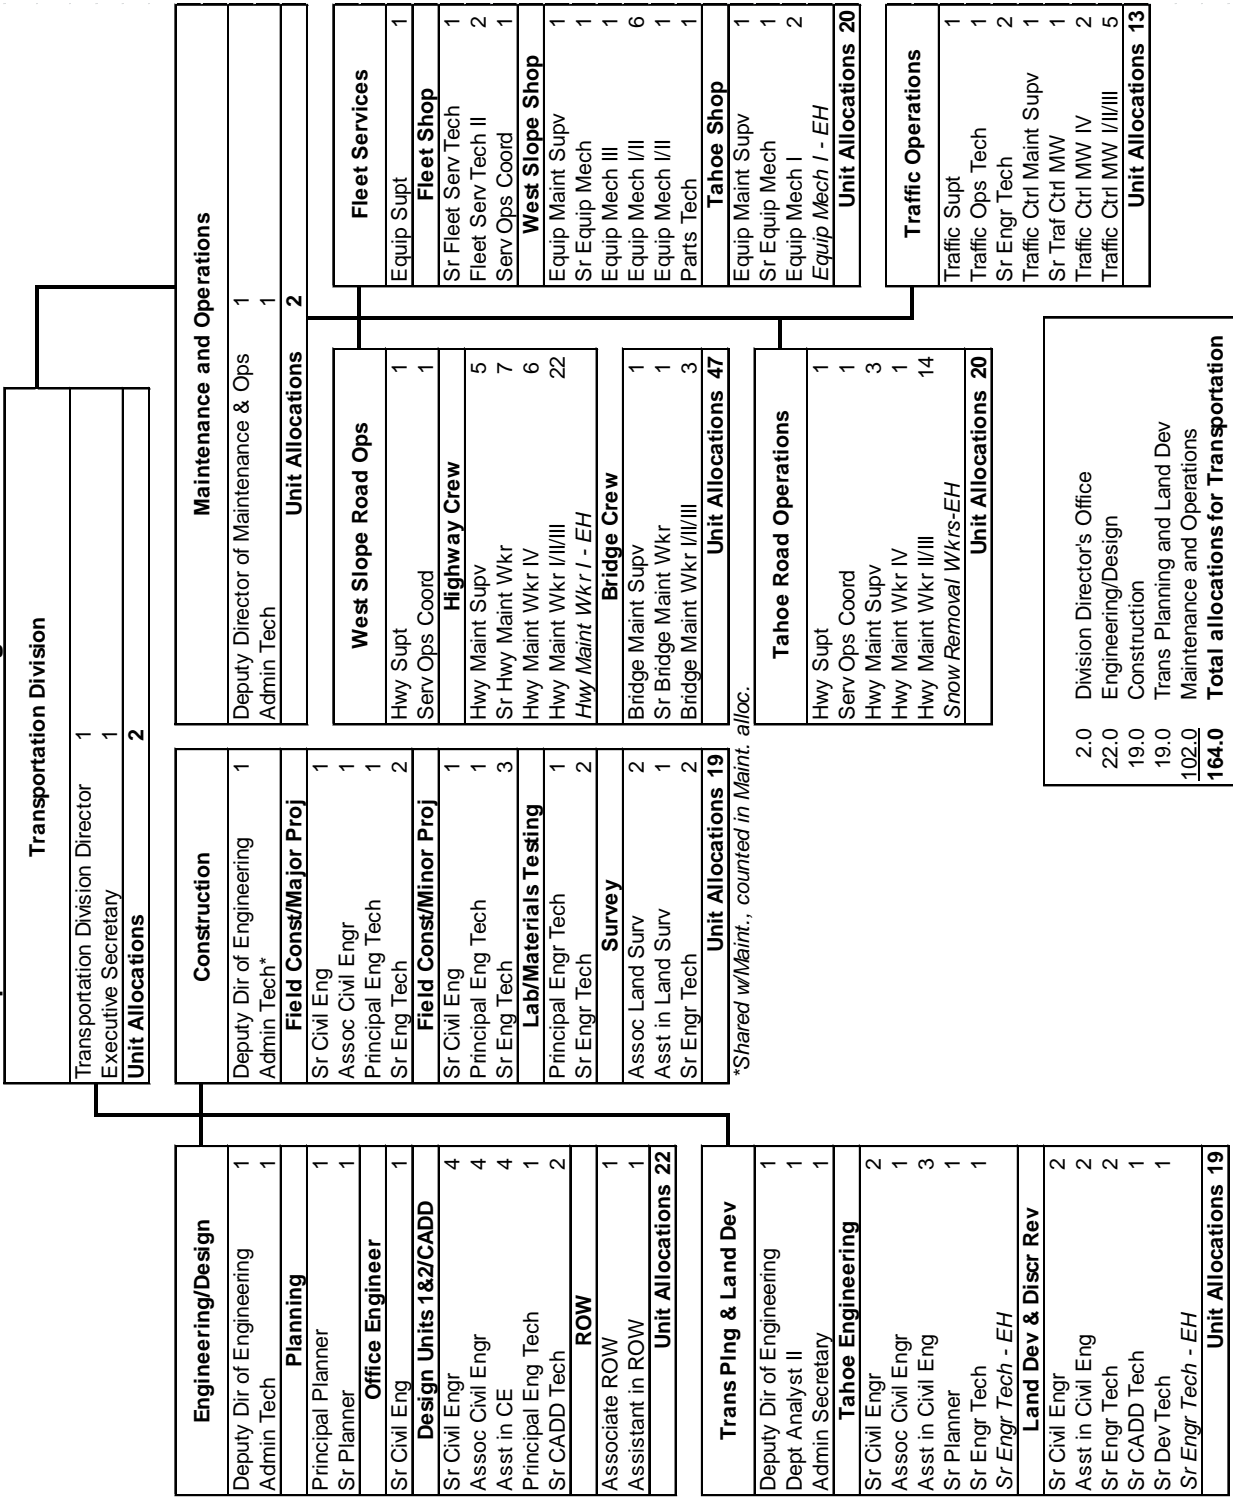 Transportation Division
Transportation Division Director 1
Executive Secretary 1
Unit Allocations 2
Engineering/Design
Deputy Dir of Engineering 1
Admin Tech 1
Planning
Principal Planner 1
Sr Planner 1
Office Engineer
Sr Civil Eng 1
Design Units 1&2/CADD
Sr Civil Engr 4
Assoc Civil Engr 4
Asst in CE 4
Principal Eng Tech 1
Sr CADD Tech 2
ROW
Associate ROW 1
Assistant in ROW 1
Unit Allocations 22
Construction
Deputy Dir of Engineering 1
Admin Tech*
Field Const/Major Proj
Sr Civil Eng 1
Assoc Civil Engr 1
Principal Eng Tech 1
Sr Eng Tech 2
Field Const/Minor Proj
Sr Civil Eng 1
Principal Eng Tech 1
Sr Eng Tech 3
Lab/Materials Testing
Principal Engr Tech 1
Sr Engr Tech 2
Survey
Assoc Land Surv 2
Asst in Land Surv 1
Sr Engr Tech 2
Unit Allocations 19
*Shared w/Maint., counted in Maint. alloc.
Maintenance and Operations
Deputy Director of Maintenance & Ops 1
Admin Tech 1
Unit Allocations 2
West Slope Road Ops
Hwy Supt 1
Serv Ops Coord 1
Highway Crew
Hwy Maint Supv 5
Sr Hwy Maint Wkr 7
Hwy Maint Wkr IV 6
Hwy Maint Wkr I/II/III 22
Hwy Maint Wkr I - EH
Bridge Crew
Bridge Maint Supv 1
Sr Bridge Maint Wkr 1
Bridge Maint Wkr I/II/III 3
Unit Allocations 47
Fleet Services
Equip Supt 1
Fleet Shop
Sr Fleet Serv Tech 1
Fleet Serv Tech II 2
Serv Ops Coord 1
West Slope Shop
Equip Maint Supv 1
Sr Equip Mech 1
Equip Mech III 1
Equip Mech I/II 6
Equip Mech I/II 1
Parts Tech 1
Tahoe Shop
Equip Maint Supv 1
Sr Equip Mech 1
Equip Mech I 2
Equip Mech I - EH
Unit Allocations 20
Trans Plng & Land Dev
Deputy Dir of Engineering 1
Dept Analyst II 1
Admin Secretary 1
Tahoe Engineering
Sr Civil Engr 2
Assoc Civil Engr 1
Asst in Civil Eng 3
Sr Planner 1
Sr Engr Tech 1
Sr Engr Tech - EH
Land Dev & Discr Rev
Sr Civil Engr 2
Asst Civil Eng 2
Sr Engr Tech 2
Sr CADD Tech 1
Sr Dev Tech 1
Sr Engr Tech - EH
Unit Allocations 19
Tahoe Road Operations
Hwy Supt 1
Serv Ops Coord 1
Hwy Maint Supv 3
Hwy Maint Wkr IV 1
Hwy Maint Wkr II/III 14
Snow Removal Wkrs-EH
Unit Allocations 20
Traffic Operations
Traffic Supt 1
Traffic Ops Tech 1
Sr Engr Tech 2
Traffic Ctrl Maint Supv 1
Sr Traf Ctrl MW 1
Traffic Ctrl MW IV 2
Traffic Ctrl MW I/II/III 5
Unit Allocations 13
2.0 Division Director's Office
22.0 Engineering/Design
19.0 Construction
19.0 Trans Planning and Land Dev
102.0 Maintenance and Operations
164.0 Total allocations for Transportation